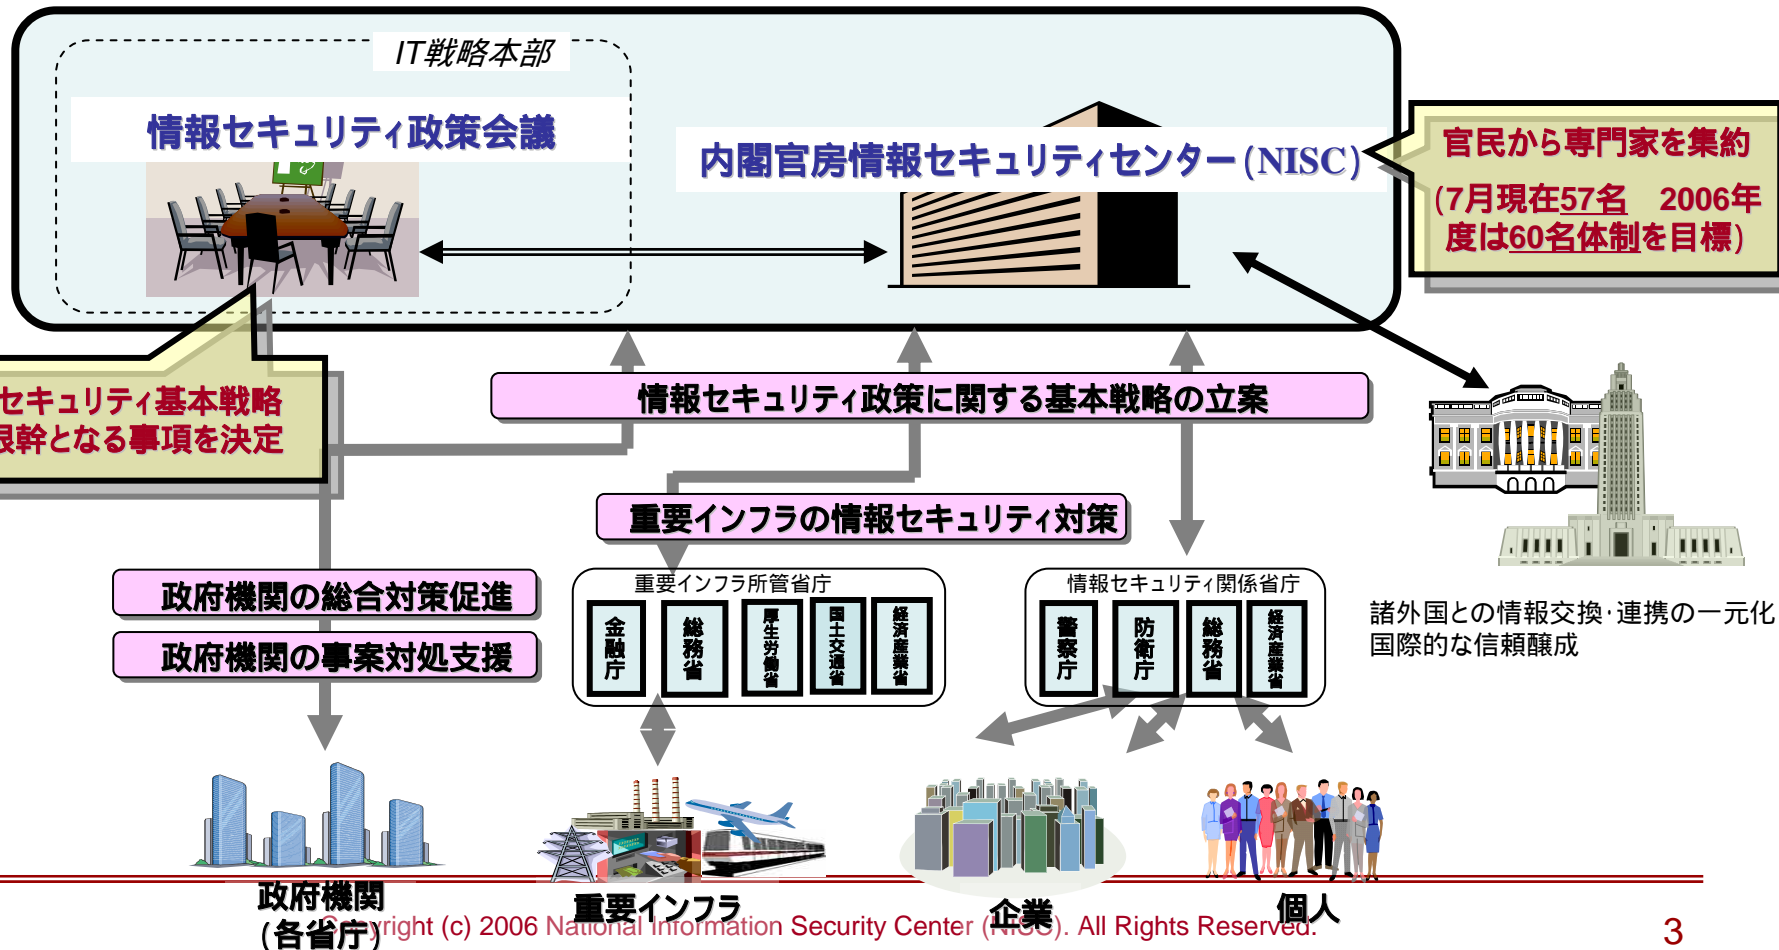 IT戦略本部
情報セキュリティ政策会議
内閣官房情報セキュリティセンター(NISC)
官民から専門家を集約
(7月現在57名　2006年
度は60名体制を目標)
セキュリティ基本戦略
根幹となる事項を決定
情報セキュリティ政策に関する基本戦略の立案
重要インフラの情報セキュリティ対策
政府機関の総合対策促進
政府機関の事案対処支援
重要インフラ所管省庁
金融庁
総務省
厚生労働省
国土交通省
経済産業省
情報セキュリティ関係省庁
警察庁
防衛庁
総務省
経済産業省
諸外国との情報交換・連携の一元化
国際的な信頼醸成
政府機関
(各省庁)
重要インフラ
企業
個人
Copyright (c) 2006 National Information Security Center (NISC). All Rights Reserved.
3